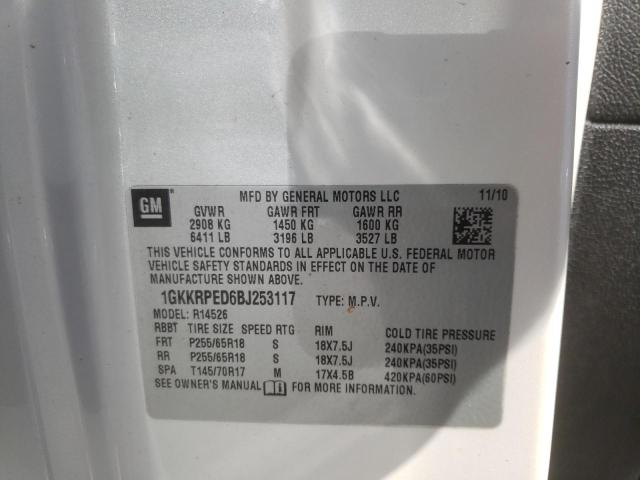 GM ® MFD BY GENERAL MOTORS LLC 11/10
GVWR GAWR FRT GAWR RR
2908 KG 1450 KG 1600 KG
6411 LB 3196 LB 3527 LB
THIS VEHICLE CONFORMS TO ALL APPLICABLE U.S. FEDERAL MOTOR
VEHICLE SAFETY STANDARDS IN EFFECT ON THE DATE OF
MANUFACTURE SHOWN ABOVE.
1GKKRPED6BJ253117 TYPE: M.P.V.
MODEL: R14526
RBBT TIRE SIZE SPEED RTG RIM COLD TIRE PRESSURE
FRT P255/65R18 S 18X7.5J 240KPA(35PSI)
RR P255/65R18 S 18X7.5J 240KPA(35PSI)
SPA T145/70R17 M 17X4.5B 420KPA(60PSI)
SEE OWNER'S MANUAL FOR MORE INFORMATION.